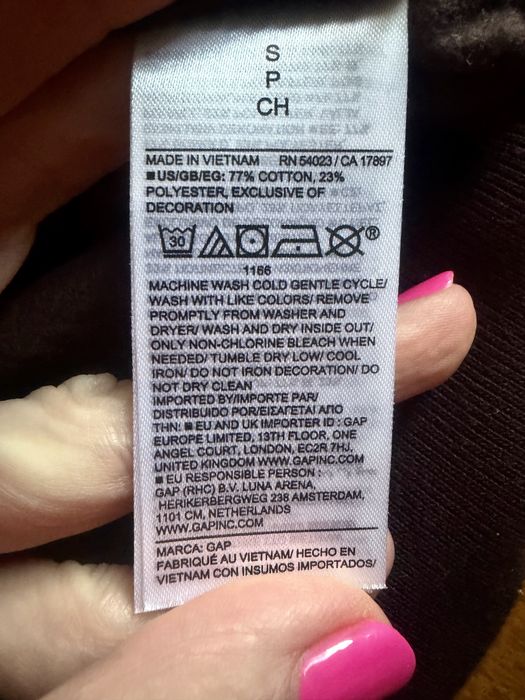 S
P
CH
MADE IN VIETNAM RN 54023 / CA 17897
■US/GB/EG: 77% COTTON, 23%
POLYESTER, EXCLUSIVE OF
DECORATION
30 ®
1166
MACHINE WASH COLD GENTLE CYCLE/
WASH WITH LIKE COLORS/ REMOVE
PROMPTLY FROM WASHER AND
DRYER/ WASH AND DRY INSIDE OUT/
ONLY NON-CHLORINE BLEACH WHEN
NEEDED/ TUMBLE DRY LOW/ COOL
IRON/ DO NOT IRON DECORATION/ DO
NOT DRY CLEAN
IMPORTED BY/IMPORTE PAR/
DISTRIBUIDO POR/ΕΙΣΑΓΕΤΑΙ ΑΠΟ
ΤΗΝ: ■ EU AND UK IMPORTER ID : GAP
EUROPE LIMITED, 13TH FLOOR, ONE
ANGEL COURT, LONDON, EC2R 7HJ,
UNITED KINGDOM WWW.GAPINC.COM
■ EU RESPONSIBLE PERSON :
GAP (RHC) B.V. LUNA ARENA,
HERIKERBERGWEG 238 AMSTERDAM,
1101 CM, NETHERLANDS
WWW.GAPINC.COM
MARCA: GAP
FABRIQUÉ AU VIETNAM/ HECHO EN
VIETNAM CON INSUMOS IMPORTADOS/